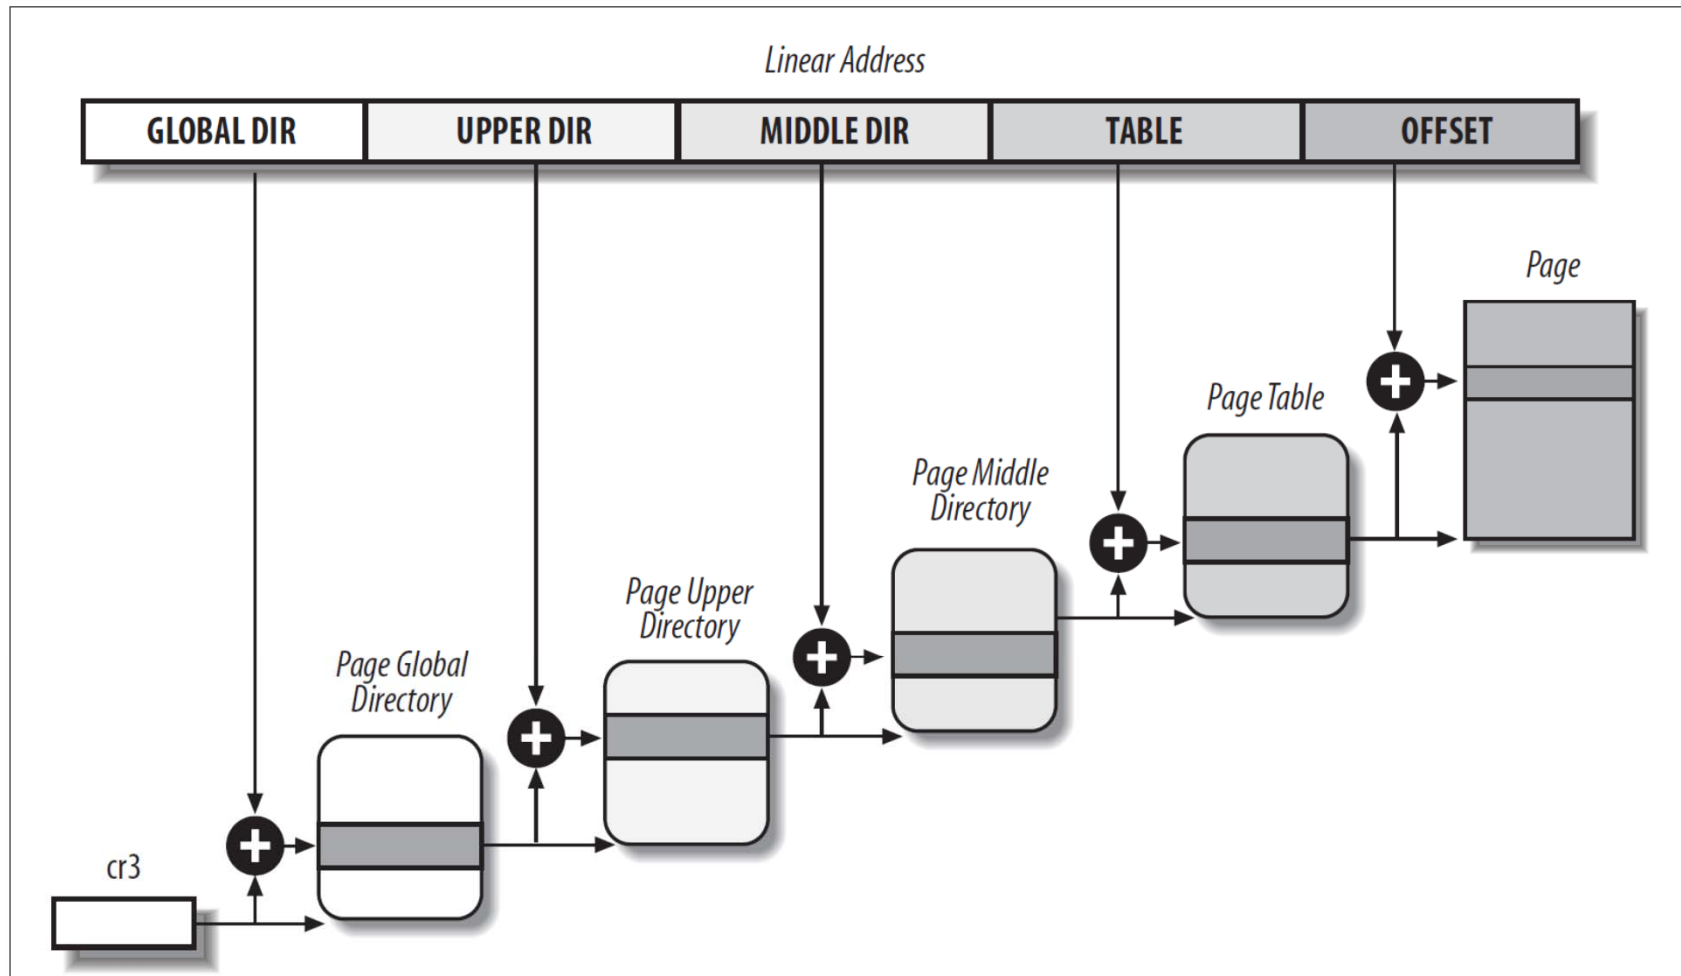 Linear Address
GLOBAL DIR
UPPER DIR
MIDDLE DIR
TABLE
OFFSET
Page
Page Table
Page Middle
Directory
Page Upper
Directory
Page Global
Directory
cr3